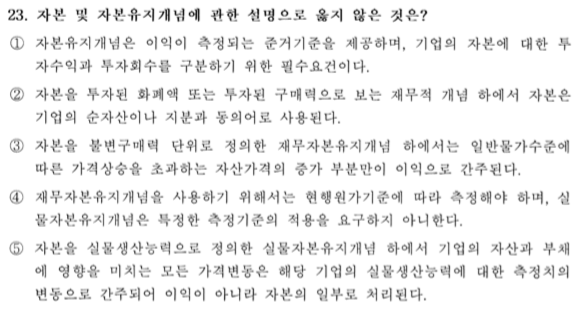 23. 자본 및 자본유지개념에 관한 설명으로 옳지 않은 것은?
① 자본유지개념은 이익이 측정되는 준거기준을 제공하며, 기업의 자본에 대한 투
자수익과 투자회수를 구분하기 위한 필수요건이다.
② 자본을 투자된 화폐액 또는 투자된 구매력으로 보는 재무적 개념 하에서 자본은
기업의 순자산이나 지분과 동의어로 사용된다.
③ 자본을 불변구매력 단위로 정의한 재무자본유지개념 하에서는 일반물가수준에
따른 가격상승을 초과하는 자산가격의 증가 부분만이 이익으로 간주된다.
④ 재무자본유지개념을 사용하기 위해서는 현행원가기준에 따라 측정해야 하며, 실
물자본유지개념은 특정한 측정기준의 적용을 요구하지 아니한다.
⑤ 자본을 실물생산능력으로 정의한 실물자본유지개념 하에서 기업의 자산과 부채
에 영향을 미치는 모든 가격변동은 해당 기업의 실물생산능력에 대한 측정치의
변동으로 간주되어 이익이 아니라 자본의 일부로 처리된다.